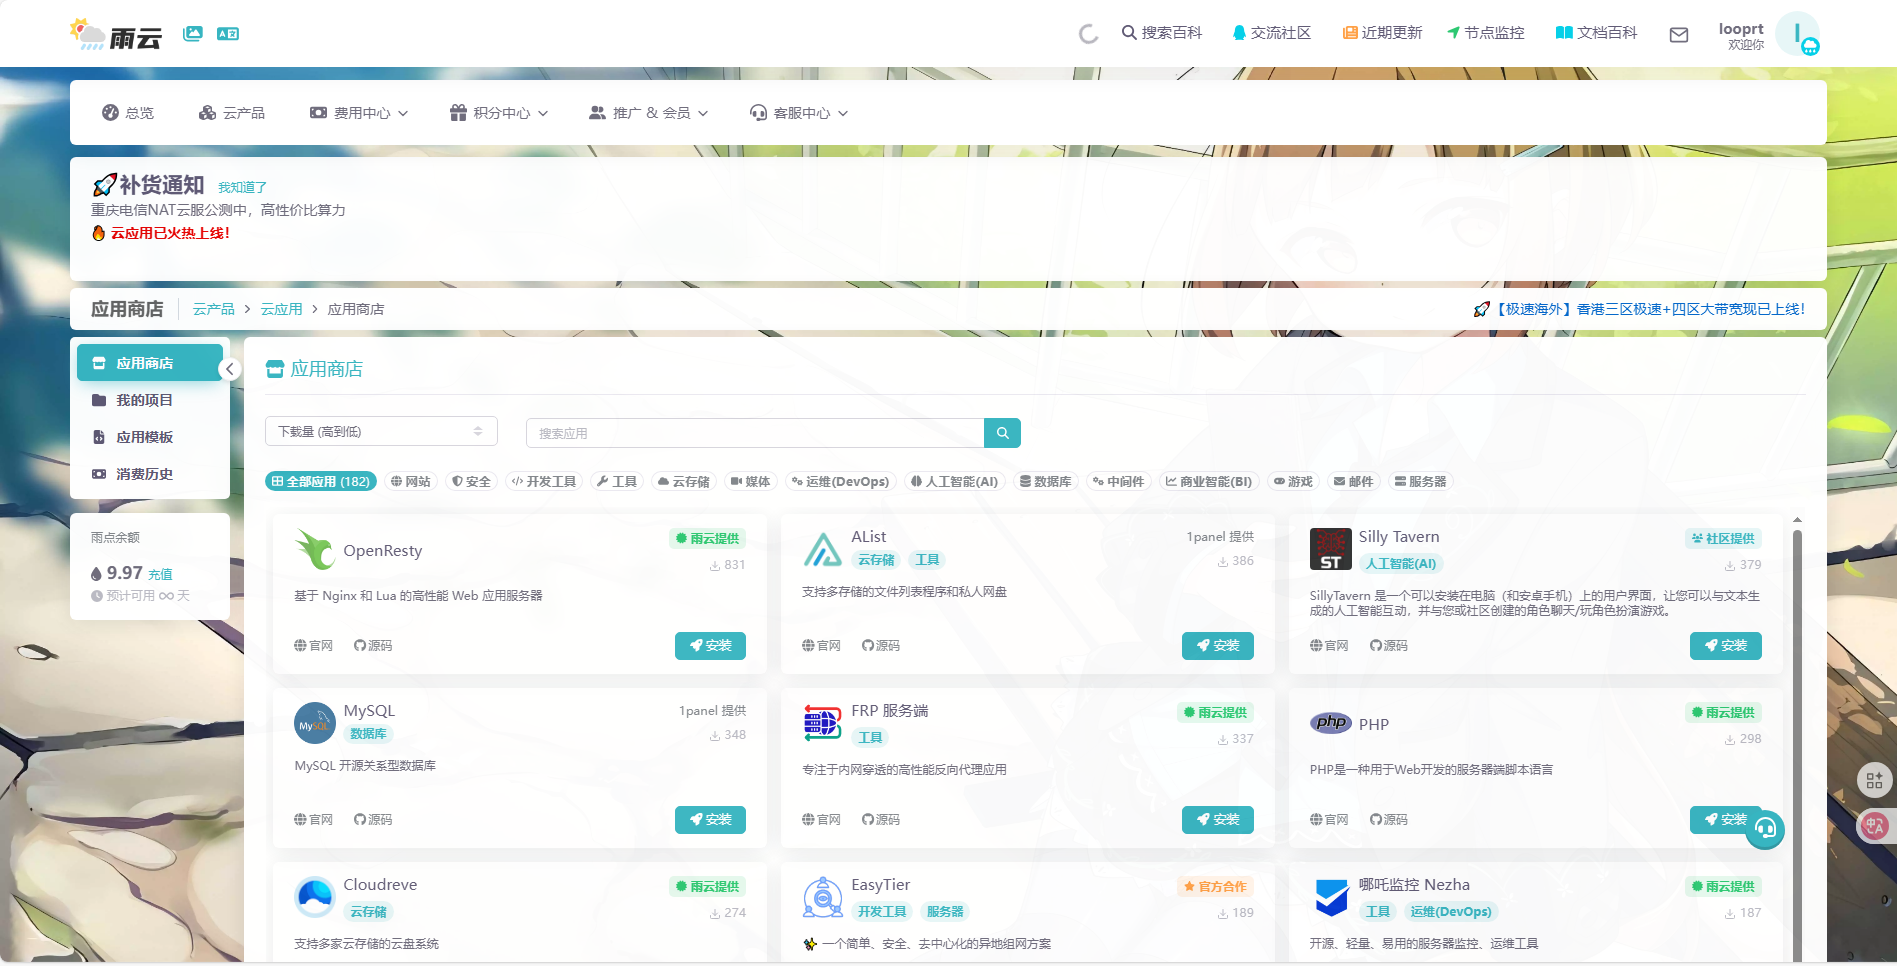 雨云
搜索百科
交流社区
近期更新
节点监控
文档百科
looprt
欢迎你
总览
云产品
费用中心
积分中心
推广 & 会员
客服中心
补货通知 我知道了
重庆电信NAT云服公测中，高性价比算力
云应用已火热上线！
应用商店
云产品 > 云应用 > 应用商店
【极速海外】香港三区极速+四区大带宽现已上线！
应用商店
我的项目
应用模板
消费历史
雨点余额
9.97 充值
预计可用 ∞ 天
应用商店
下载量 (高到低)
搜索应用
全部应用 (182) 网站 安全 开发工具 工具 云存储 媒体 运维(DevOps) 人工智能(AI) 数据库 中间件 商业智能(BI) 游戏 邮件 服务器
OpenResty
雨云提供
831
基于 Nginx 和 Lua 的高性能 Web 应用服务器
官网 源码 安装
AList
云存储 工具
1panel 提供
386
支持多存储的文件列表程序和私人网盘
官网 源码 安装
ST
Silly Tavern
人工智能(AI)
社区提供
379
SillyTavern 是一个可以安装在电脑（和安卓手机）上的用户界面，让您可以与文本生
成的人工智能互动，并与您或社区创建的角色聊天/玩角色扮演游戏。
官网 源码 安装
MySQL
MySQL
数据库
1panel 提供
348
MySQL 开源关系型数据库
官网 源码 安装
FRP 服务端
工具
雨云提供
337
专注于内网穿透的高性能反向代理应用
官网 源码 安装
php
PHP
雨云提供
298
PHP是一种用于Web开发的服务器端脚本语言
官网 源码 安装
Cloudreve
云存储
雨云提供
274
支持多家云存储的云盘系统
EasyTier
开发工具 服务器
官方合作
189
一个简单、安全、去中心化的异地组网方案
哪吒监控 Nezha
工具 运维(DevOps)
雨云提供
187
开源、轻量、易用的服务器监控、运维工具